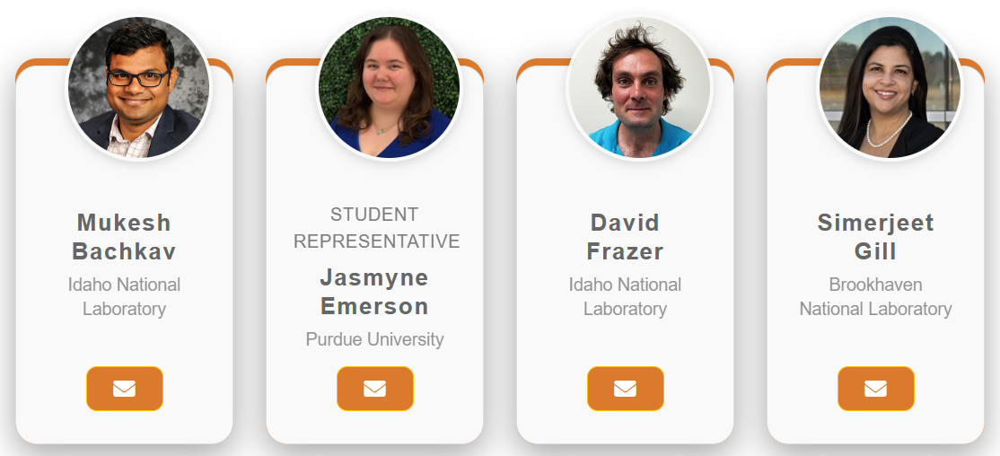 Mukesh
Bachkav
Idaho National
Laboratory
STUDENT
REPRESENTATIVE
Jasmyne
Emerson
Purdue University
David
Frazer
Idaho National
Laboratory
Simerjeet
Gill
Brookhaven
National Laboratory